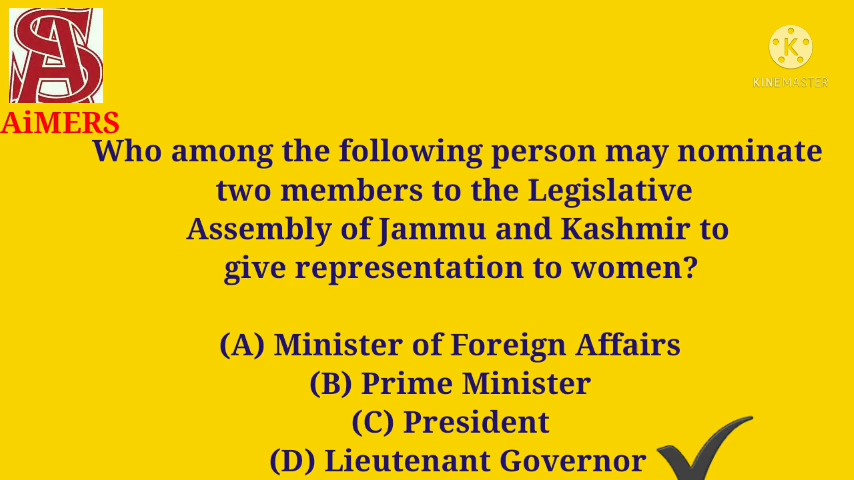 KINEMASTER
AiMERS
Who among the following person may nominate
two members to the Legislative
Assembly of Jammu and Kashmir to
give representation to women?
(A) Minister of Foreign Affairs
(B) Prime Minister
(C) President
(D) Lieutenant Governor